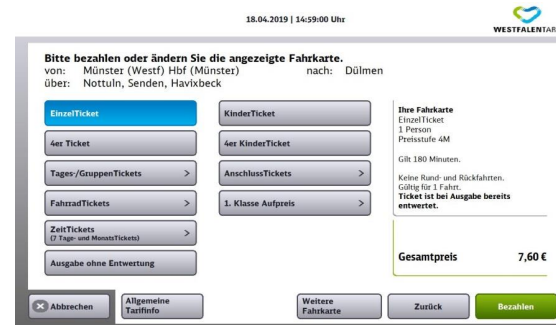 18.04.2019 | 14:59:00 Uhr
WESTFALENTAR
Bitte bezahlen oder ändern Sie die angezeigte Fahrkarte.
von: Münster (Westf) Hbf (Münster) nach: Dülmen
über: Nottuln, Senden, Havixbeck
EinzelTicket
KinderTicket
4er Ticket
4er KinderTicket
Tages-/GruppenTickets >
AnschlussTickets >
FahrradTickets >
1. Klasse Aufpreis >
ZeitTickets >
(7 Tage- und MonatsTickets)
Ausgabe ohne Entwertung
Ihre Fahrkarte
EinzelTicket
1 Person
Preisstufe 4M
Gilt 180 Minuten.
Keine Rund- und Rückfahrten.
Gültig für 1 Fahrt.
Ticket ist bei Ausgabe bereits
entwertet.
Gesamtpreis 7,60 €
Abbrechen
Allgemeine
Tarifinfo
Weitere
Fahrkarte
Zurück
Bezahlen